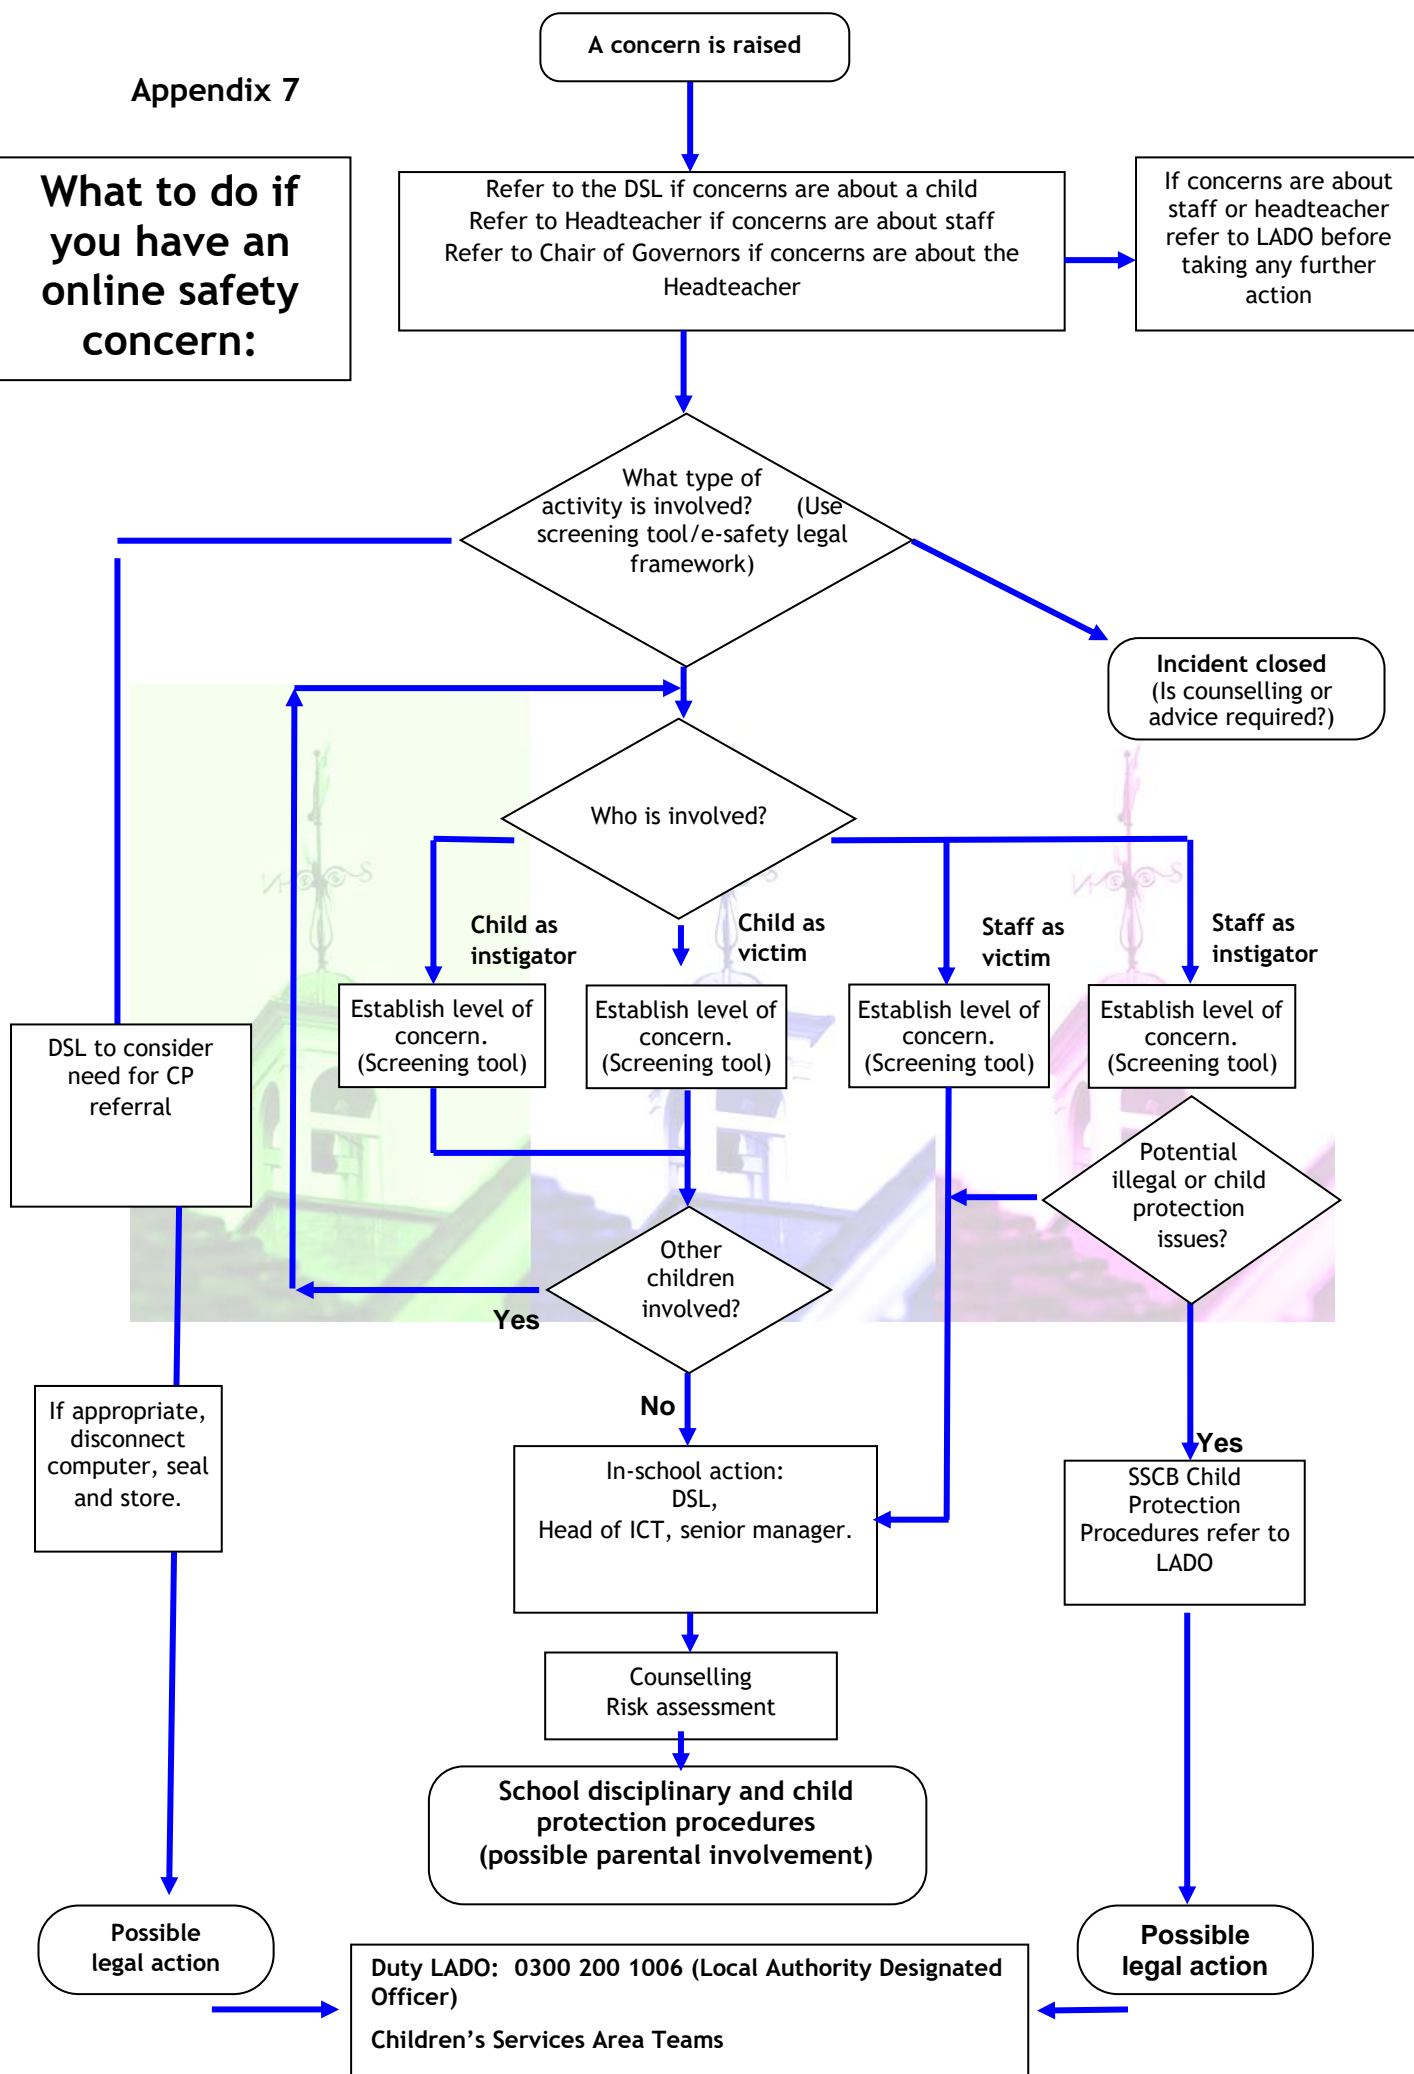 A concern is raised
Appendix 7
What to do if
you have an
online safety
concern:
Refer to the DSL if concerns are about a child
Refer to Headteacher if concerns are about staff
Refer to Chair of Governors if concerns are about the
Headteacher
If concerns are about
staff or headteacher
refer to LADO before
taking any further
action
What type of
activity is involved? (Use
screening tool/e-safety legal
framework)
Incident closed
(Is counselling or
advice required?)
Who is involved?
Child as
instigator
Child as
victim
Staff as
victim
Staff as
instigator
Establish level of
concern.
(Screening tool)
Establish level of
concern.
(Screening tool)
Establish level of
concern.
(Screening tool)
Establish level of
concern.
(Screening tool)
DSL to consider
need for CP
referral
Potential
illegal or child
protection
issues?
Other
children
involved?
Yes
No
If appropriate,
disconnect
computer, seal
and store.
In-school action:
DSL,
Head of ICT, senior manager.
Yes
SSCB Child
Protection
Procedures refer to
LADO
Counselling
Risk assessment
School disciplinary and child
protection procedures
(possible parental involvement)
Possible
legal action
Possible
legal action
Duty LADO: 0300 200 1006 (Local Authority Designated
Officer)
Children’s Services Area Teams